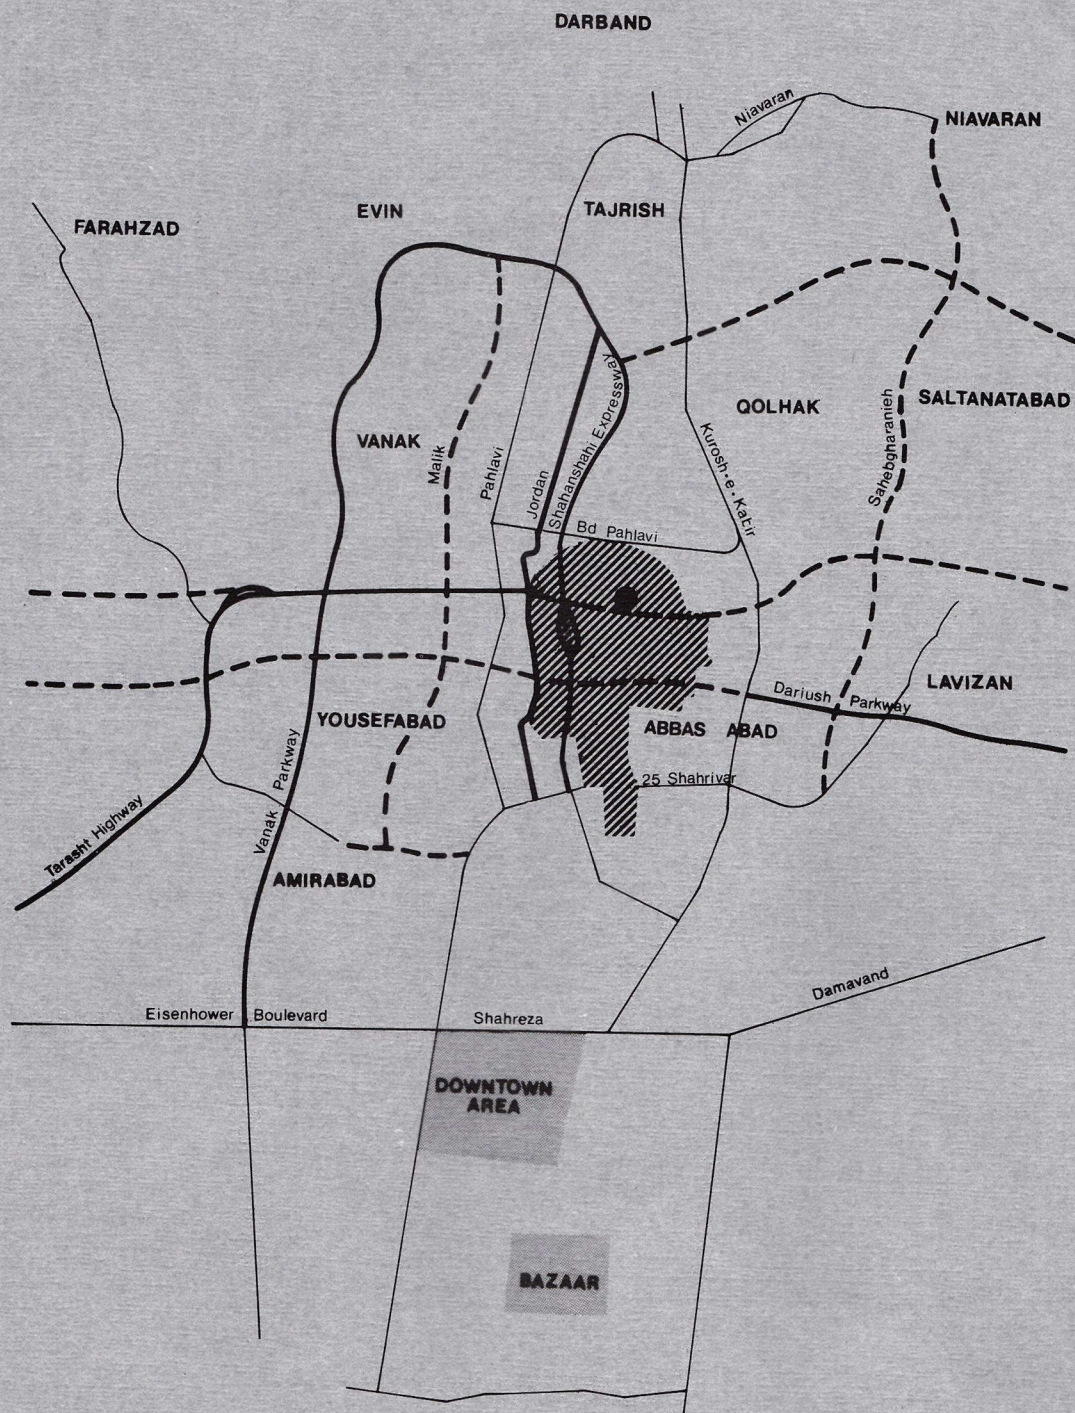 DARBAND
Niavaran
NIAVARAN
EVIN
TAJRISH
FARAHZAD
QOLHAK
SALTANATABAD
VANAK
Malik
Pahlavi
Jordan
Shahanshahi Expressway
Kurosh-e-Kabir
Sahebgharanieh
Bd Pahlavi
LAVIZAN
Dariush Parkway
YOUSEFABAD
ABBAS ABAD
25 Shahrivar
Vanak Parkway
Tarasht Highway
AMIRABAD
Damavand
Eisenhower Boulevard
Shahreza
DOWNTOWN
AREA
BAZAAR